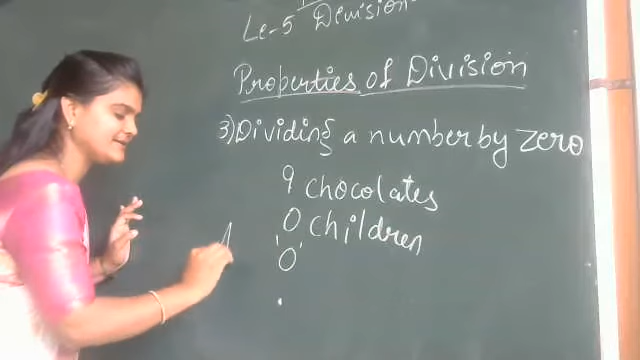 Le-5 Division
Properties of Division
3) Dividing a number by zero
9 chocolates
0 children
0